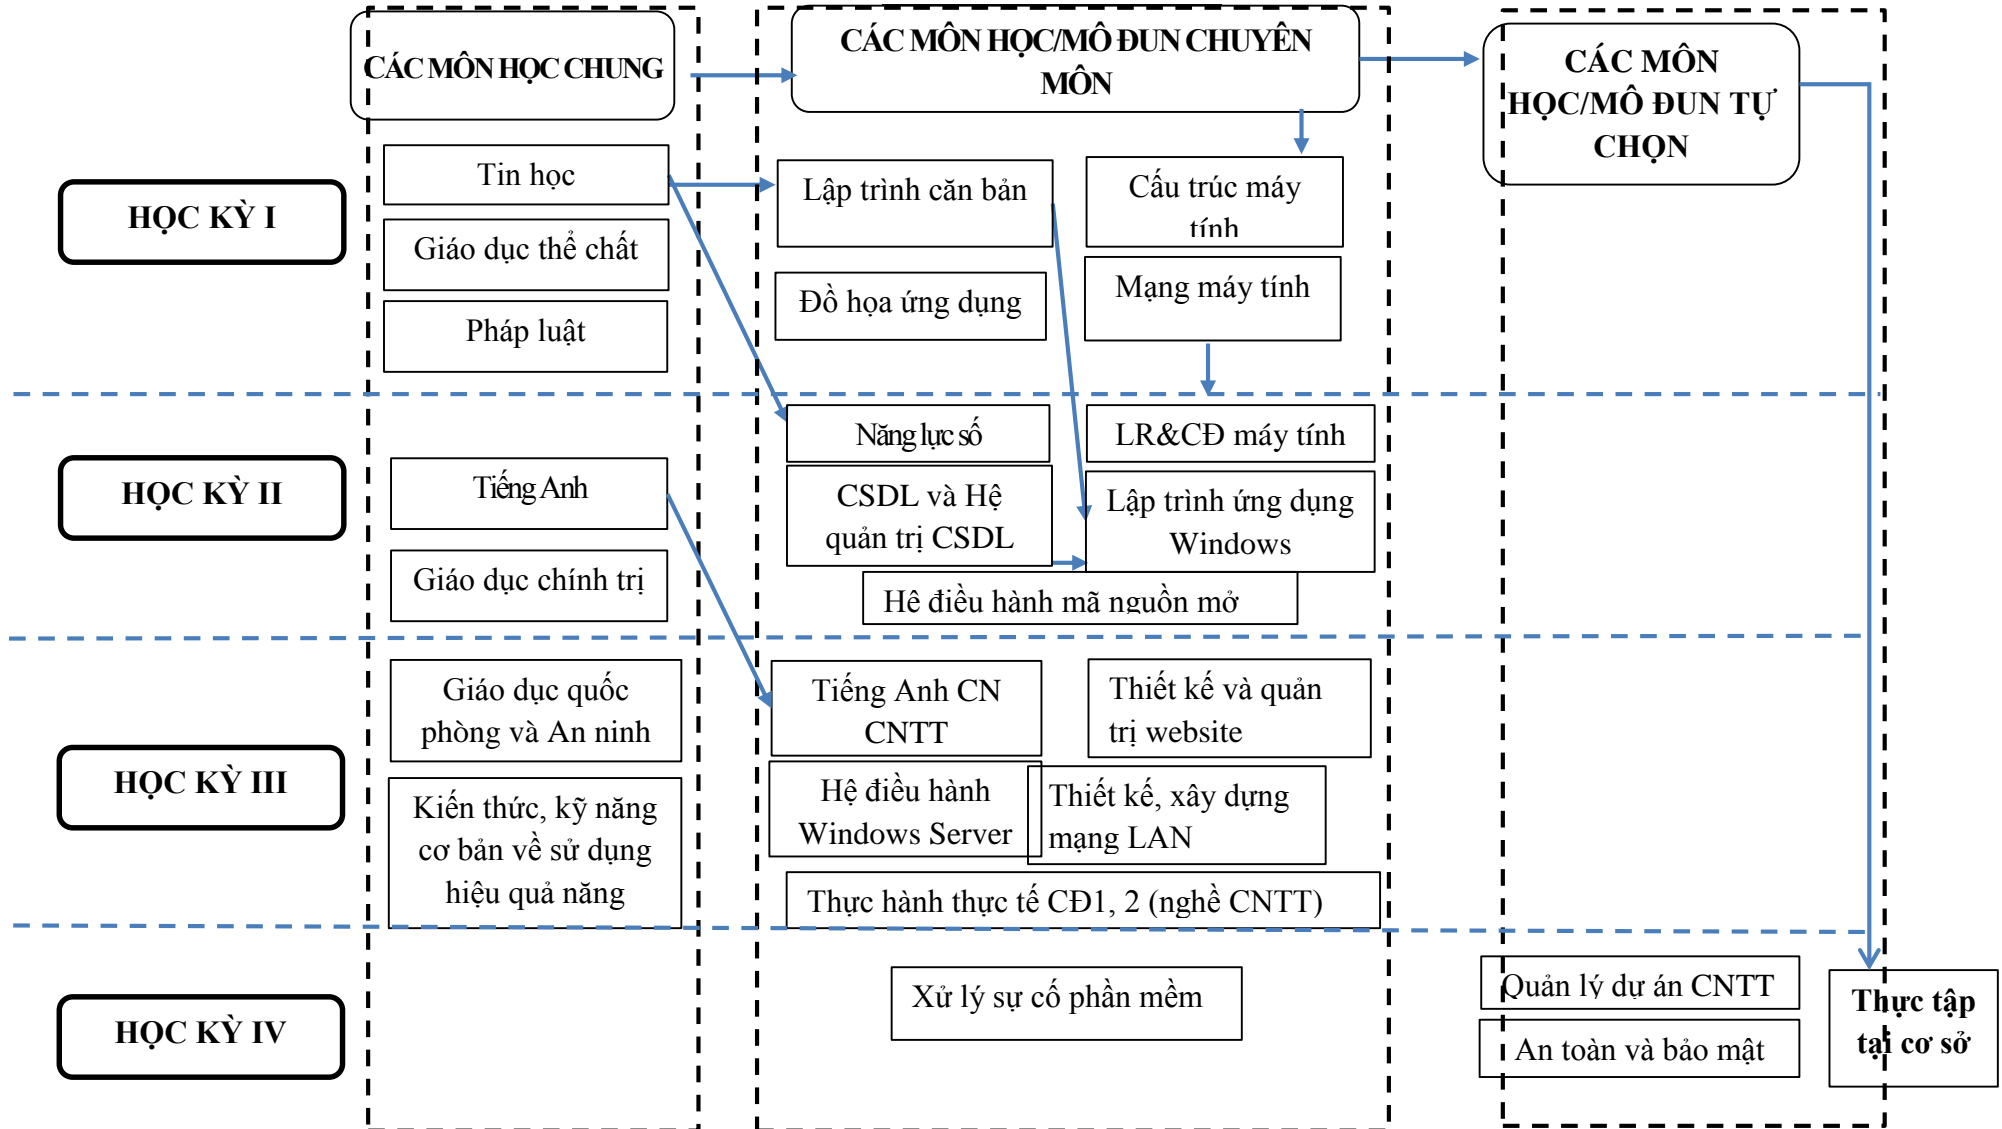 CÁC MÔN HỌC CHUNG
CÁC MÔN HỌC/MÔ ĐUN CHUYÊN
MÔN
CÁC MÔN
HỌC/MÔ ĐUN TỰ
CHỌN
HỌC KỲ I
Tin học
Giáo dục thể chất
Pháp luật
Lập trình căn bản
Cấu trúc máy
tính
Đồ họa ứng dụng
Mạng máy tính
HỌC KỲ II
Tiếng Anh
Giáo dục chính trị
Năng lực số
LR&CĐ máy tính
CSDL và Hệ
quản trị CSDL
Lập trình ứng dụng
Windows
Hê điều hành mã nguồn mở
HỌC KỲ III
Giáo dục quốc
phòng và An ninh
Kiến thức, kỹ năng
cơ bản về sử dụng
hiệu quả năng
Tiếng Anh CN
CNTT
Thiết kế và quản
trị website
Hệ điều hành
Windows Server
Thiết kế, xây dựng
mạng LAN
Thực hành thực tế CĐ1, 2 (nghề CNTT)
HỌC KỲ IV
Xử lý sự cố phần mềm
Quản lý dự án CNTT
An toàn và bảo mật
Thực tập
tại cơ sở